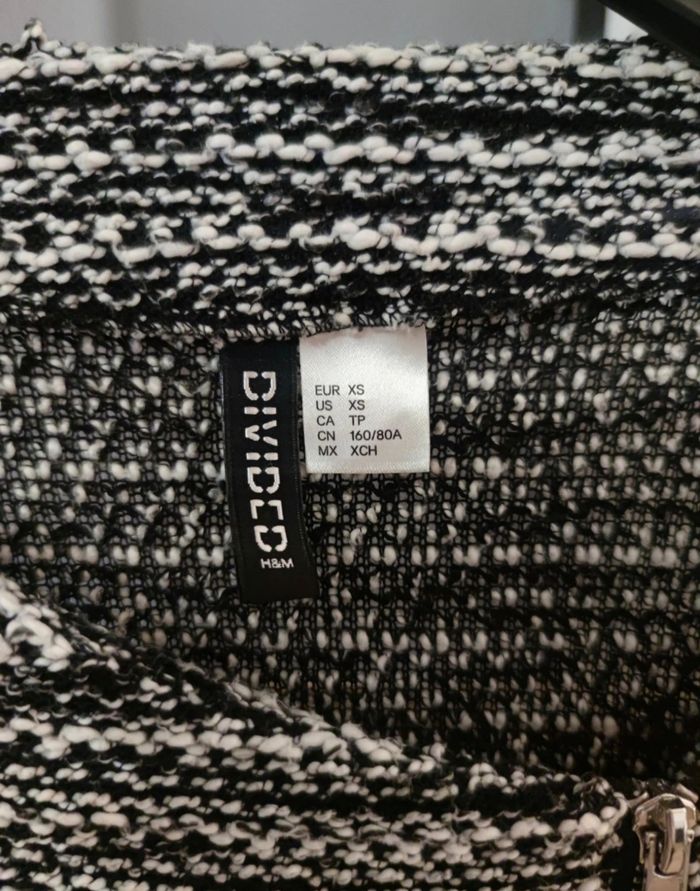 DIVIDED
H&M
EUR XS
US XS
CA TP
CN 160/80A
MX XCH